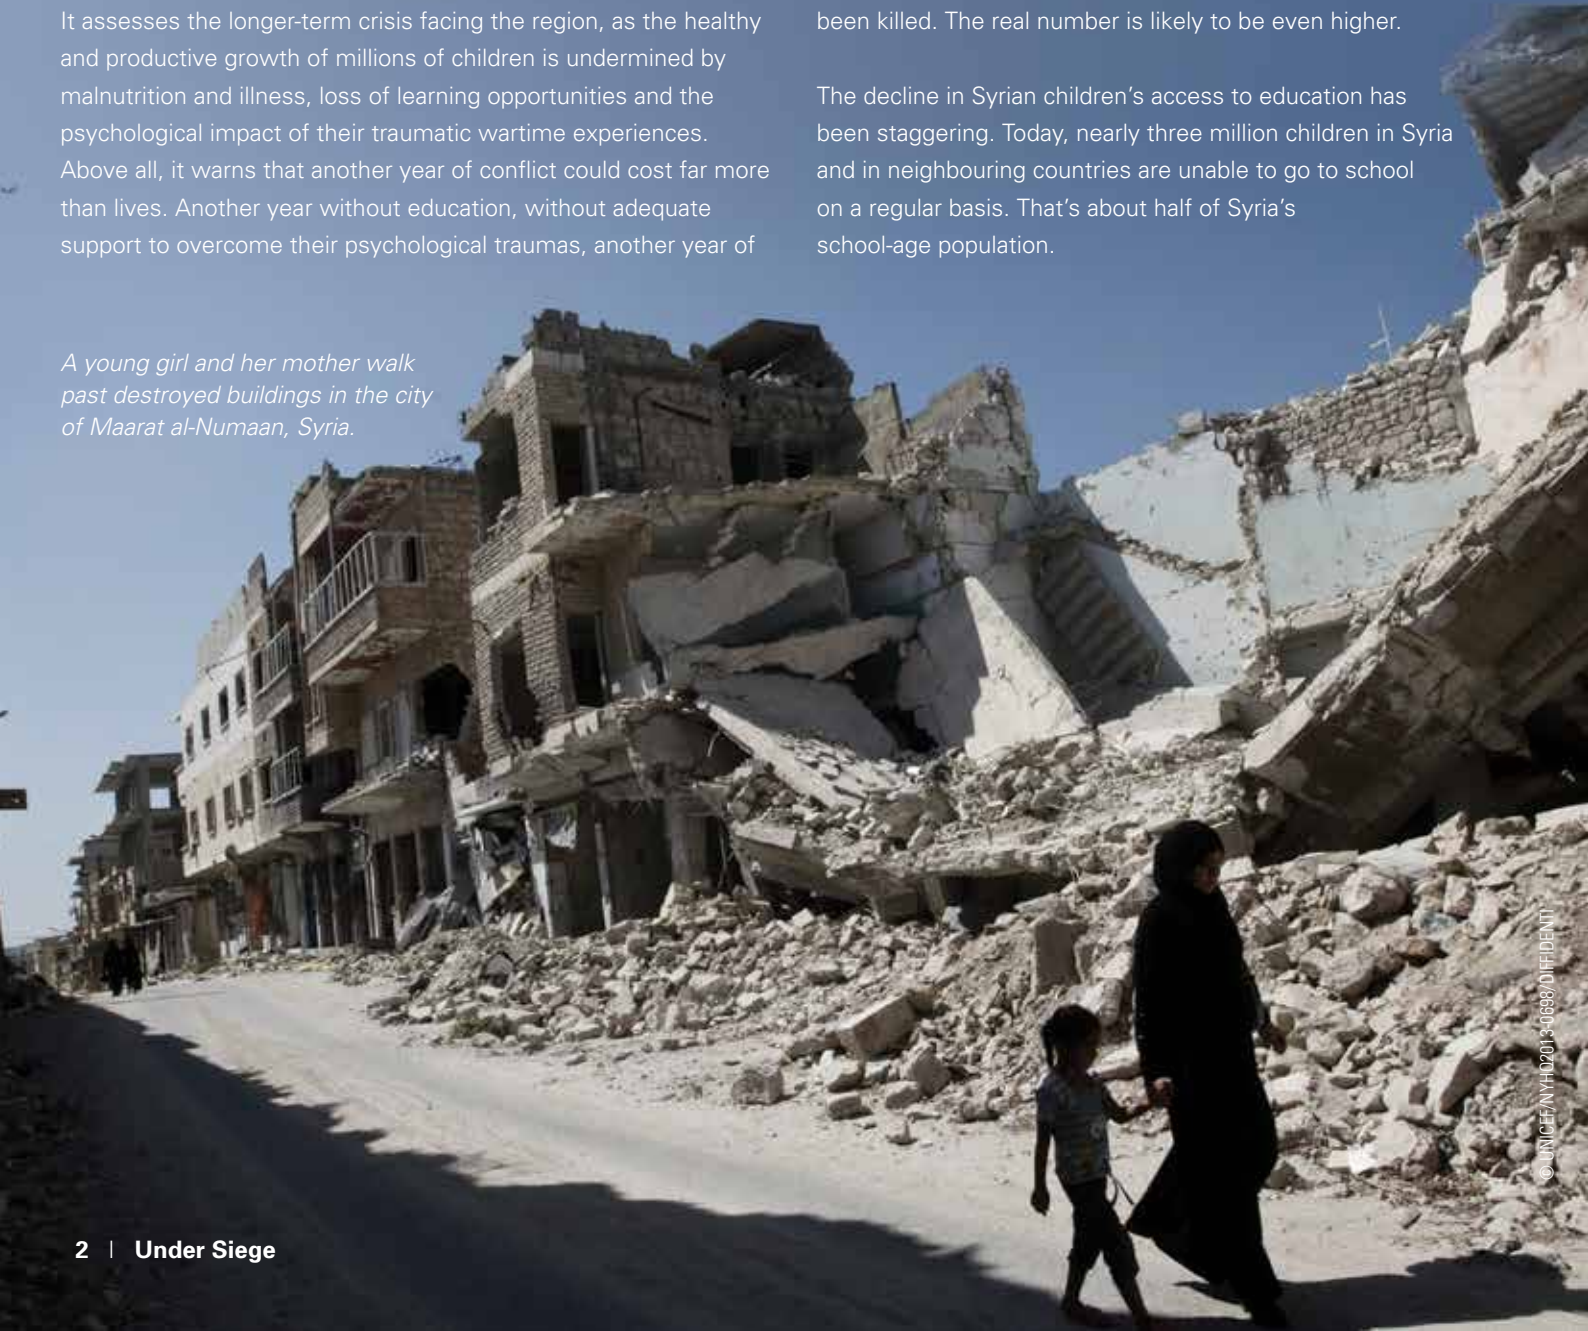 It assesses the longer-term crisis facing the region, as the healthy
and productive growth of millions of children is undermined by
malnutrition and illness, loss of learning opportunities and the
psychological impact of their traumatic wartime experiences.
Above all, it warns that another year of conflict could cost far more
than lives. Another year without education, without adequate
support to overcome their psychological traumas, another year of
been killed. The real number is likely to be even higher.
The decline in Syrian children’s access to education has
been staggering. Today, nearly three million children in Syria
and in neighbouring countries are unable to go to school
on a regular basis. That’s about half of Syria’s
school-age population.
A young girl and her mother walk
past destroyed buildings in the city
of Maarat al-Numaan, Syria.
© UNICEF/NYHQ2013-0698/DIFFIDENTI
2 | Under Siege